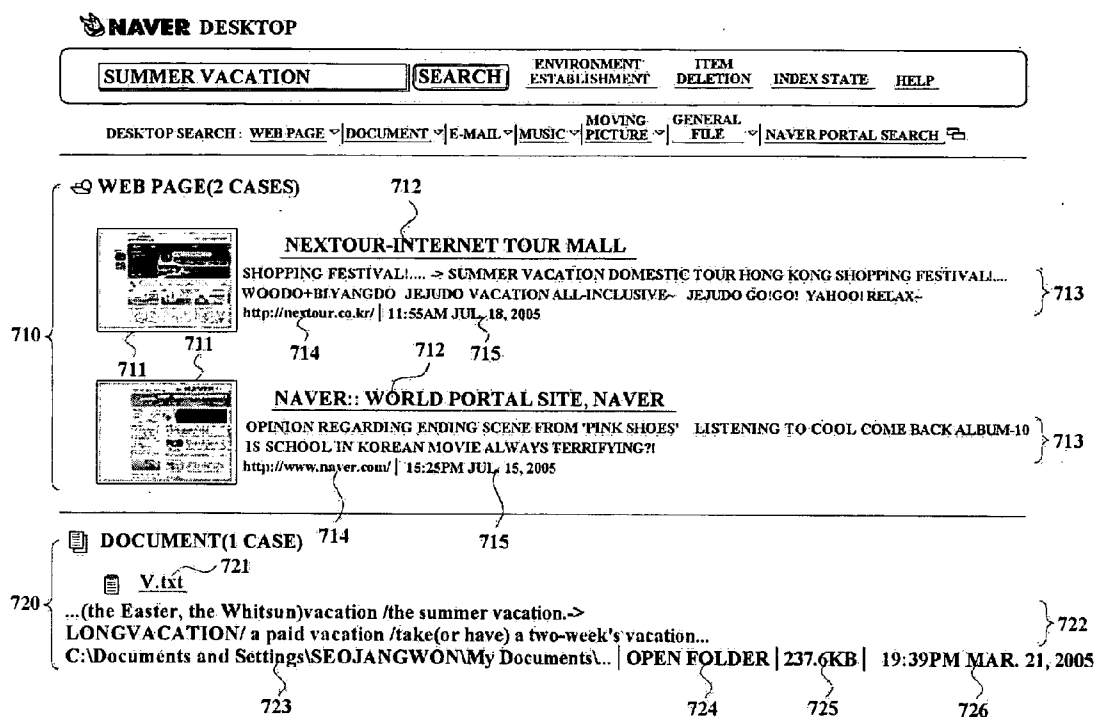 NAVER DESKTOP
SUMMER VACATION SEARCH ENVIRONMENT ESTABLISHMENT ITEM DELETION INDEX STATE HELP
DESKTOP SEARCH : WEB PAGE DOCUMENT E-MAIL MUSIC MOVING PICTURE GENERAL FILE NAVER PORTAL SEARCH
WEB PAGE(2 CASES) 712
NEXTOUR-INTERNET TOUR MALL
SHOPPING FESTIVAL!.... -> SUMMER VACATION DOMESTIC TOUR HONG KONG SHOPPING FESTIVAL!....
WOODO+BIYANGDO JEJUDO VACATION ALL-INCLUSIVE~ JEJUDO GO!GO! YAHOO! RELAX~ 713
http://nextour.co.kr/ | 11:55AM JUL. 18, 2005
710 711 711 714 712 715
NAVER:: WORLD PORTAL SITE, NAVER
OPINION REGARDING ENDING SCENE FROM 'PINK SHOES' LISTENING TO COOL COME BACK ALBUM-10
IS SCHOOL IN KOREAN MOVIE ALWAYS TERRIFYING?! 713
http://www.naver.com/ | 15:25PM JUL. 15, 2005
DOCUMENT(1 CASE) 714 715
V.txt 721
720
...(the Easter, the Whitsun)vacation /the summer vacation.->
LONGVACATION/ a paid vacation /take(or have) a two-week's vacation... 722
C:\Documents and Settings\SEOJANGWON\My Documents\.. | OPEN FOLDER | 237.6KB | 19:39PM MAR. 21, 2005
723 724 725 726